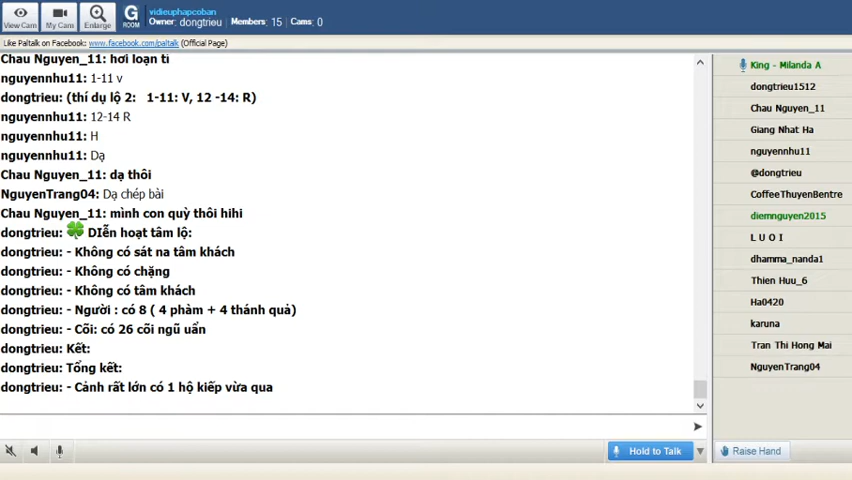 View Cam
My Cam
Enlarge
G
ROOM
vidieuphapcoban
Owner: dongtrieu | Members: 15 | Cams: 0
Like Paltalk on Facebook: www.facebook.com/paltalk (Official Page)
Chau Nguyen_11: hơi loạn tí
nguyennhu11: 1-11 v
dongtrieu: (thí dụ lộ 2: 1-11: V, 12 -14: R)
nguyennhu11: 12-14 R
nguyennhu11: H
nguyennhu11: Dạ
Chau Nguyen_11: dạ thôi
NguyenTrang04: Dạ chép bài
Chau Nguyen_11: mình con quỳ thôi hihi
dongtrieu: 🍀 DIễn hoạt tâm lộ:
dongtrieu: - Không có sát na tâm khách
dongtrieu: - Không có chặng
dongtrieu: - Không có tâm khách
dongtrieu: - Người : có 8 ( 4 phàm + 4 thánh quả)
dongtrieu: - Cõi: có 26 cõi ngũ uẩn
dongtrieu: Kết:
dongtrieu: Tổng kết:
dongtrieu: - Cảnh rất lớn có 1 hộ kiếp vừa qua
King - Milanda A
dongtrieu1512
Chau Nguyen_11
Giang Nhat Ha
nguyennhu11
@dongtrieu
CoffeeThuyenBentre
diemnguyen2015
L U O I
dhamma_nanda1
Thien Huu_6
Ha0420
karuna
Tran Thi Hong Mai
NguyenTrang04
Hold to Talk
Raise Hand